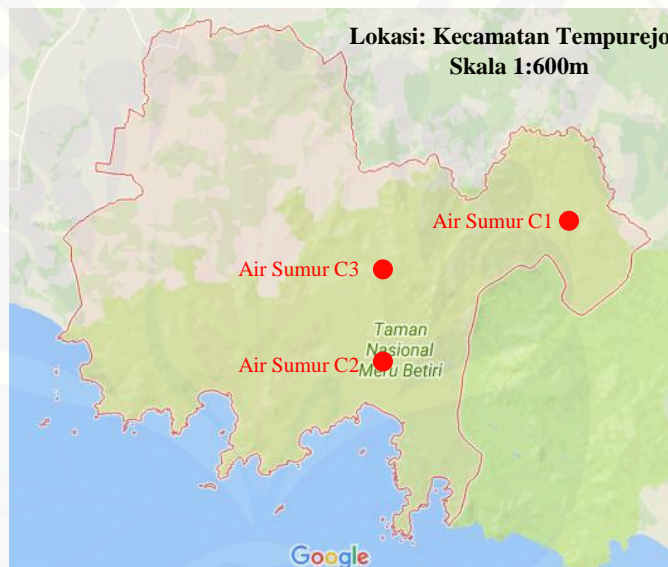 Lokasi: Kecamatan Tempurejo
Skala 1:600m
Air Sumur C1
Air Sumur C3
Taman
Nasional
Meru Betiri
Air Sumur C2
Google